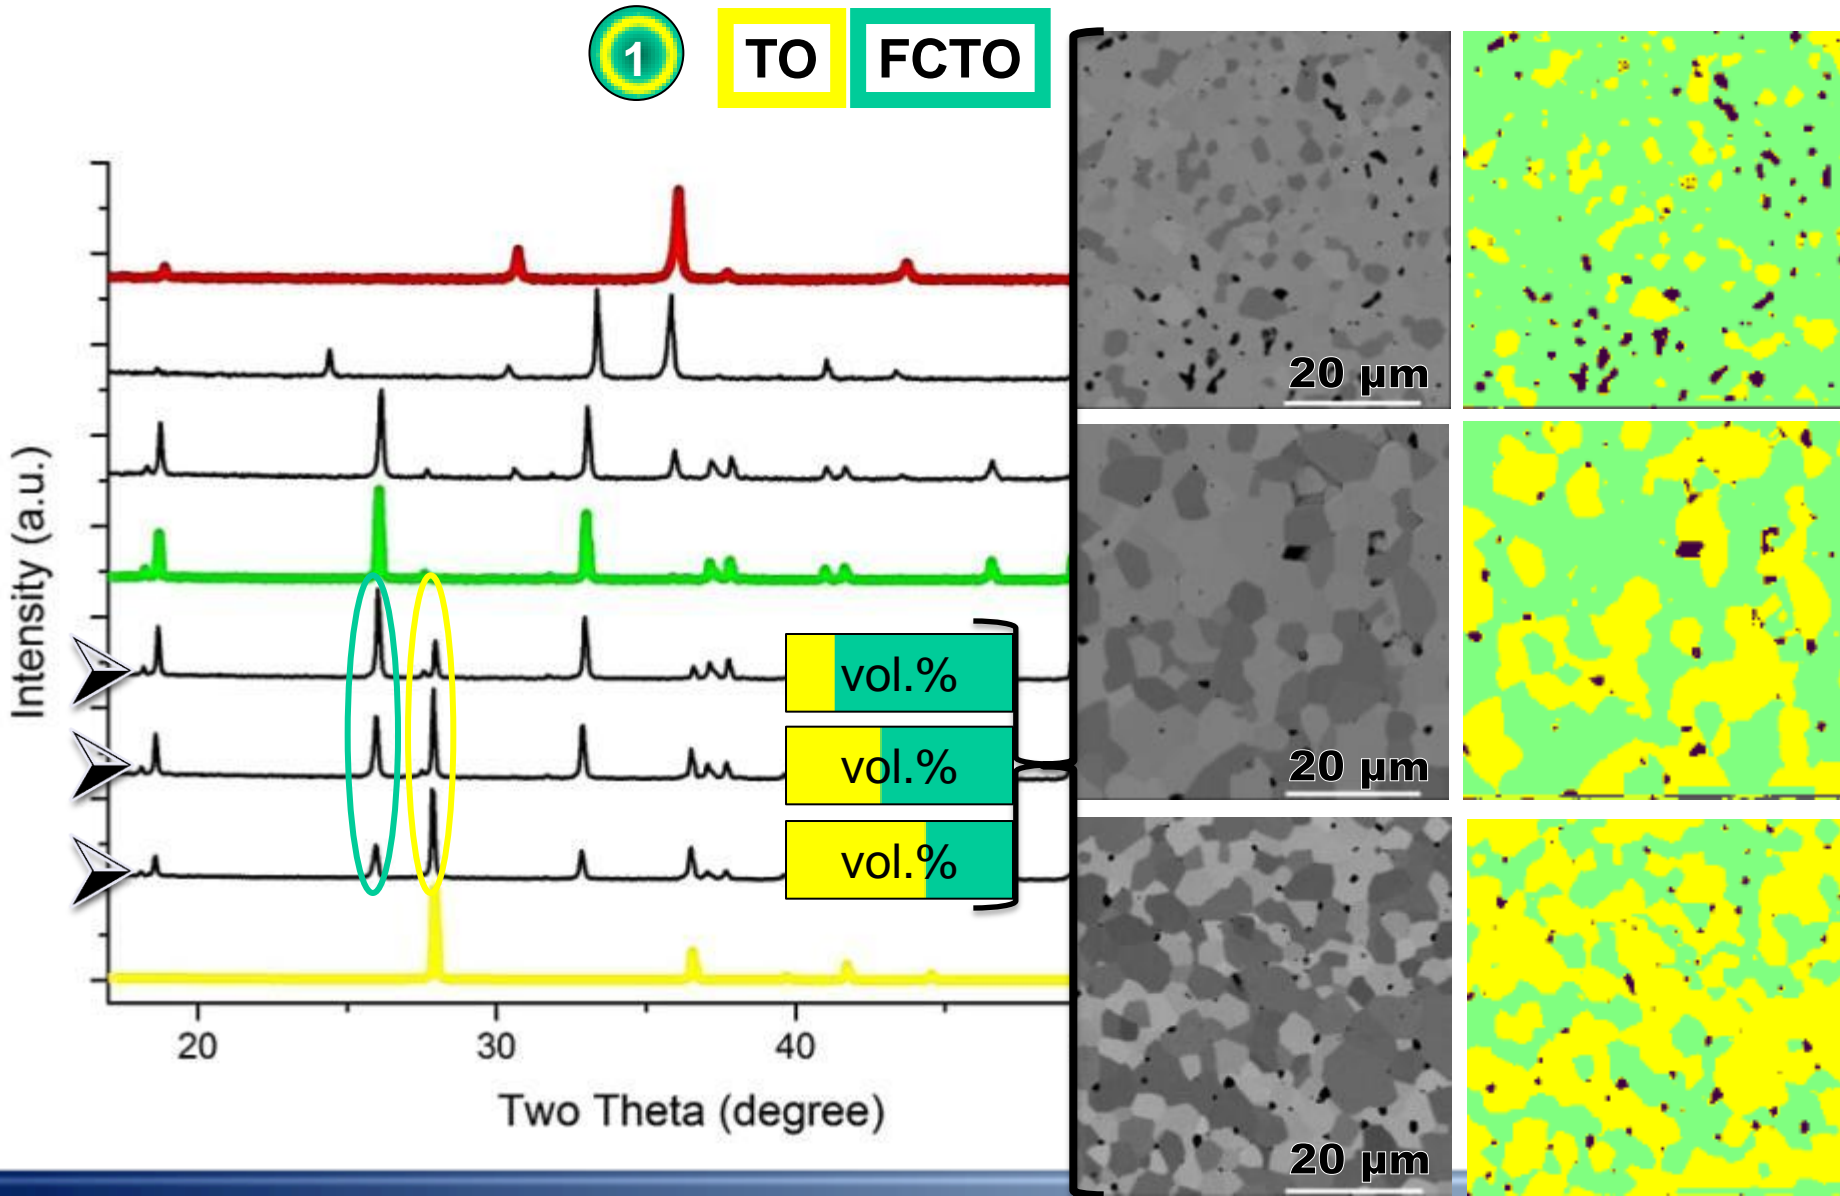 1
TO FCTO
Intensity (a.u.)
vol.%
vol.%
vol.%
20 30 40
Two Theta (degree)
20 µm
20 µm
20 µm